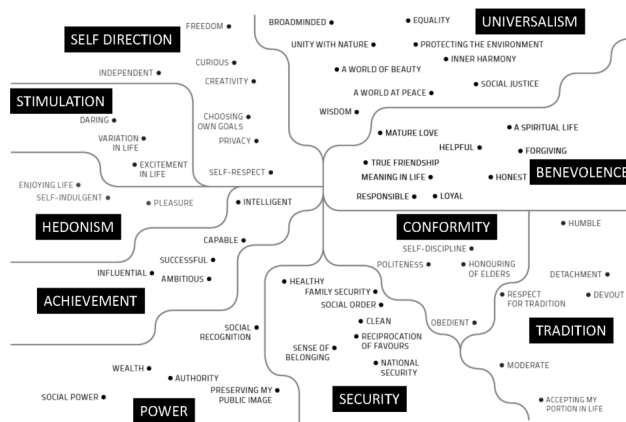 FREEDOM
BROADMINDED
EQUALITY
UNIVERSALISM
SELF DIRECTION
UNITY WITH NATURE
PROTECTING THE ENVIRONMENT
CURIOUS
INNER HARMONY
INDEPENDENT
A WORLD OF BEAUTY
CREATIVITY
SOCIAL JUSTICE
STIMULATION
A WORLD AT PEACE
DARING
CHOOSING
OWN GOALS
WISDOM
VARIATION
IN LIFE
PRIVACY
MATURE LOVE
A SPIRITUAL LIFE
HELPFUL
FORGIVING
EXCITEMENT
IN LIFE
SELF-RESPECT
TRUE FRIENDSHIP
MEANING IN LIFE
HONEST
BENEVOLENCE
ENJOYING LIFE
SELF-INDULGENT
PLEASURE
INTELLIGENT
RESPONSIBLE
LOYAL
HEDONISM
CONFORMITY
HUMBLE
CAPABLE
SELF-DISCIPLINE
SUCCESSFUL
POLITENESS
HONOURING
OF ELDERS
INFLUENTIAL
AMBITIOUS
DETACHMENT
ACHIEVEMENT
HEALTHY
FAMILY SECURITY
SOCIAL ORDER
RESPECT
FOR TRADITION
DEVOUT
SOCIAL
RECOGNITION
CLEAN
OBEDIENT
TRADITION
RECIPROCATION
OF FAVOURS
SENSE OF
BELONGING
NATIONAL
SECURITY
MODERATE
WEALTH
AUTHORITY
SOCIAL POWER
POWER
PRESERVING MY
PUBLIC IMAGE
SECURITY
ACCEPTING MY
PORTION IN LIFE